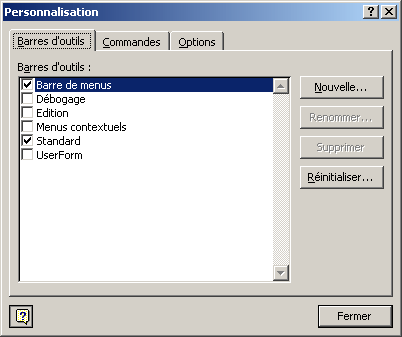 Personnalisation
Barres d'outils
Commandes
Options
Barres d'outils :
Barre de menus
Débogage
Edition
Menus contextuels
Standard
UserForm
Nouvelle...
Renommer...
Supprimer
Réinitialiser...
Fermer